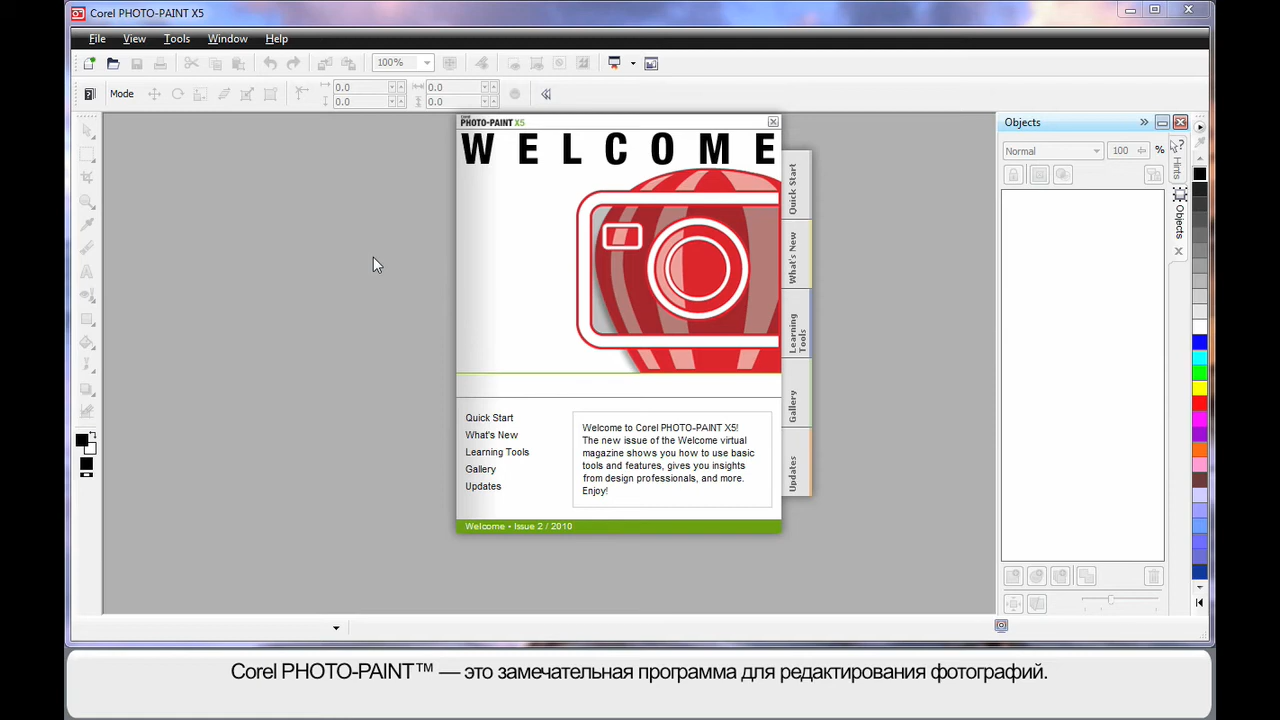 Corel PHOTO-PAINT X5
File View Tools Window Help
100%
Mode 0.0 0.0
0.0 0.0
COREL
PHOTO-PAINT X5
WELCOME
Quick Start
What's New
Learning Tools
Gallery
Updates
Quick Start
What's New
Learning Tools
Gallery
Updates
Welcome to Corel PHOTO-PAINT X5!
The new issue of the Welcome virtual
magazine shows you how to use basic
tools and features, gives you insights
from design professionals, and more.
Enjoy!
Welcome • Issue 2 / 2010
Objects
Normal 100 %
Hints
Objects
Corel PHOTO-PAINT™ — это замечательная программа для редактирования фотографий.